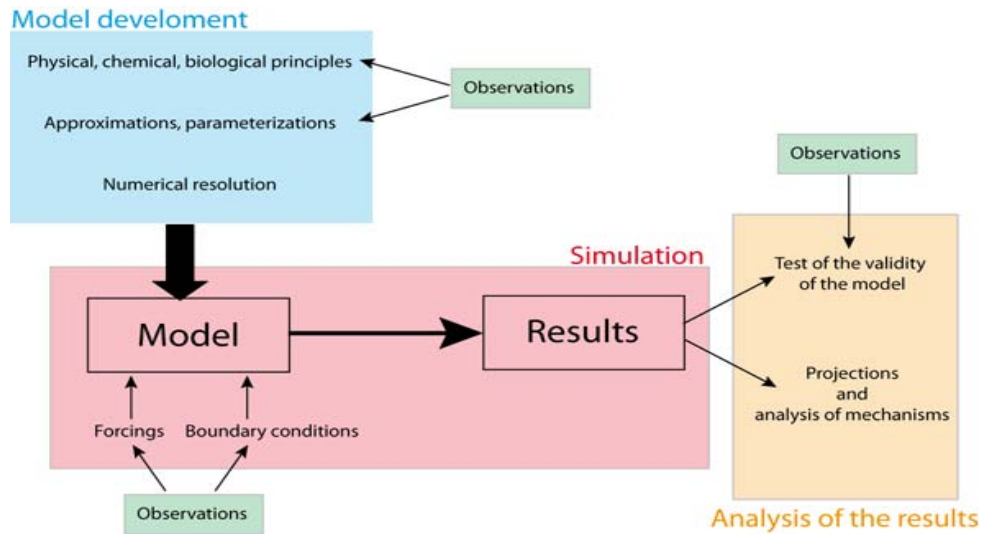 Model develoment
Physical, chemical, biological principles
Observations
Approximations, parameterizations
Numerical resolution
Observations
Simulation
Model
Results
Test of the validity
of the model
Projections
and
analysis of mechanisms
Forcings
Boundary conditions
Observations
Analysis of the results